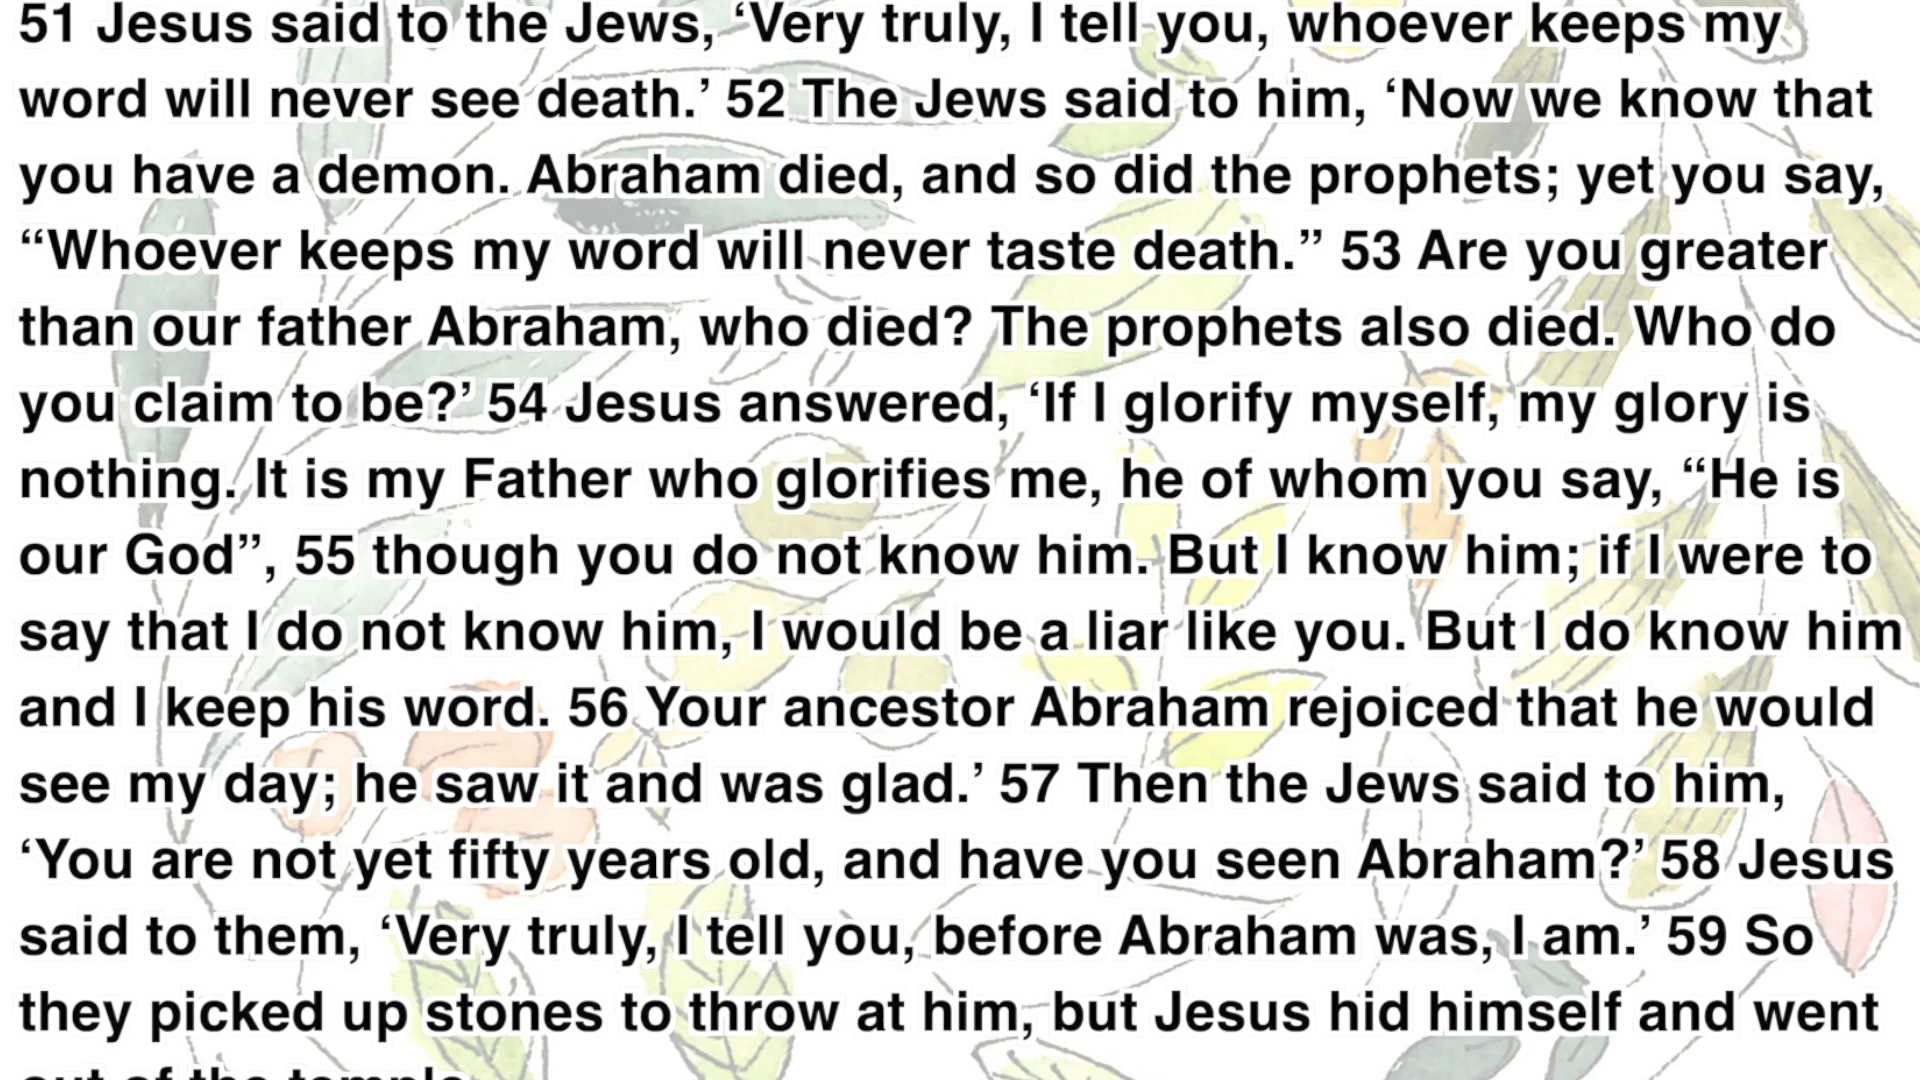 51 Jesus said to the Jews, ‘Very truly, I tell you, whoever keeps my
word will never see death.’ 52 The Jews said to him, ‘Now we know that
you have a demon. Abraham died, and so did the prophets; yet you say,
“Whoever keeps my word will never taste death.” 53 Are you greater
than our father Abraham, who died? The prophets also died. Who do
you claim to be?’ 54 Jesus answered, ‘If I glorify myself, my glory is
nothing. It is my Father who glorifies me, he of whom you say, “He is
our God”, 55 though you do not know him. But I know him; if I were to
say that I do not know him, I would be a liar like you. But I do know him
and I keep his word. 56 Your ancestor Abraham rejoiced that he would
see my day; he saw it and was glad.’ 57 Then the Jews said to him,
‘You are not yet fifty years old, and have you seen Abraham?’ 58 Jesus
said to them, ‘Very truly, I tell you, before Abraham was, I am.’ 59 So
they picked up stones to throw at him, but Jesus hid himself and went
out of the temple